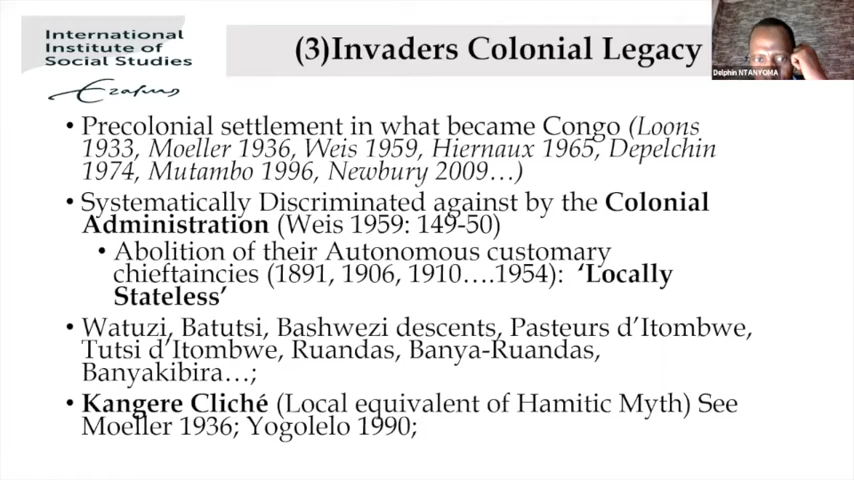 International
Institute of
Social Studies
Erasmus
(3)Invaders Colonial Legacy
Delphin NTANYOMA
• Precolonial settlement in what became Congo (Loons
1933, Moeller 1936, Weis 1959, Hiernaux 1965, Depelchin
1974, Mutambo 1996, Newbury 2009…)
• Systematically Discriminated against by the Colonial
Administration (Weis 1959: 149-50)
• Abolition of their Autonomous customary
chieftaincies (1891, 1906, 1910….1954): ‘Locally
Stateless’
• Watuzi, Batutsi, Bashwezi descents, Pasteurs d’Itombwe,
Tutsi d’Itombwe, Ruandas, Banya-Ruandas,
Banyakibira…;
• Kangere Cliché (Local equivalent of Hamitic Myth) See
Moeller 1936; Yogolelo 1990;